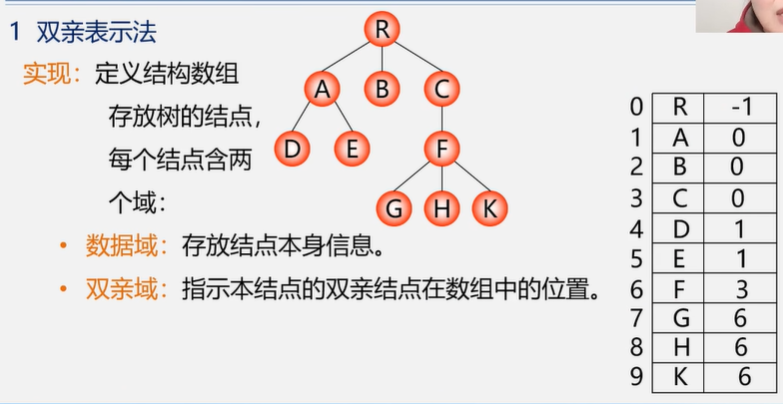 1 双亲表示法
实现：定义结构数组
存放树的结点，
每个结点含两
个域：
• 数据域：存放结点本身信息。
• 双亲域：指示本结点的双亲结点在数组中的位置。
R
A B C
D E F
G H K
0 R -1
1 A 0
2 B 0
3 C 0
4 D 1
5 E 1
6 F 3
7 G 6
8 H 6
9 K 6